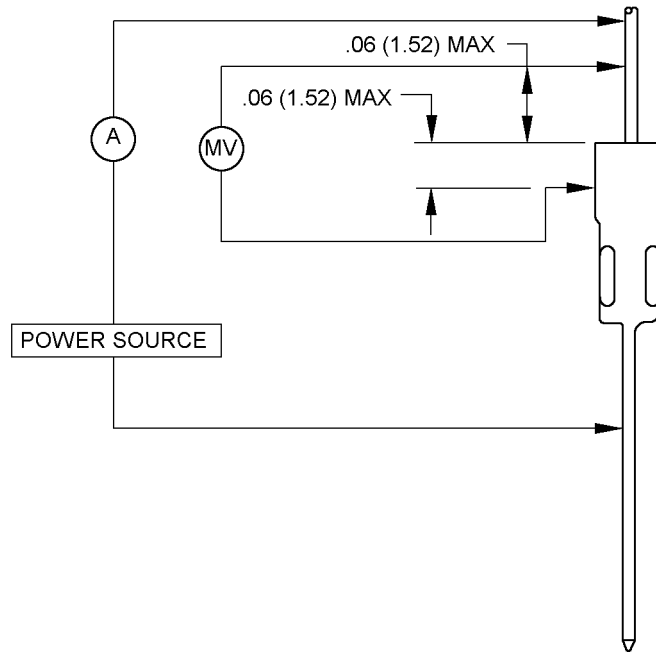 .06 (1.52) MAX
.06 (1.52) MAX
A
MV
POWER SOURCE